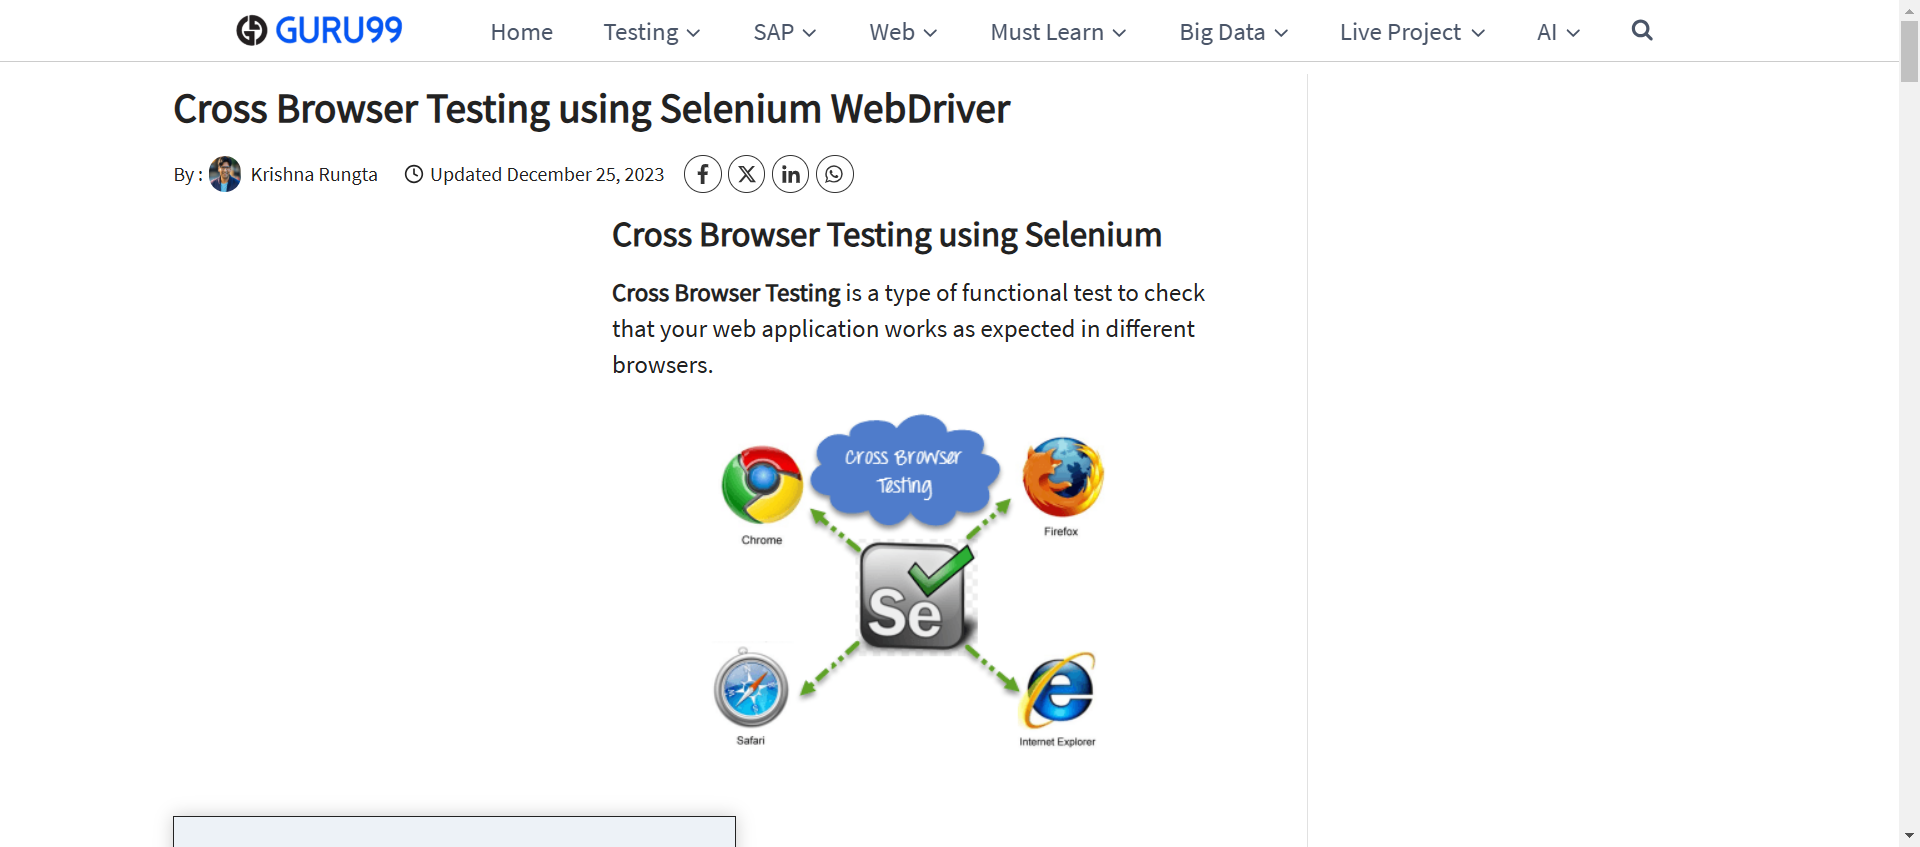 GURU99 Home Testing SAP Web Must Learn Big Data Live Project AI
Cross Browser Testing using Selenium WebDriver
By : Krishna Rungta Updated December 25, 2023
Cross Browser Testing using Selenium
Cross Browser Testing is a type of functional test to check
that your web application works as expected in different
browsers.
Cross Browser
Testing
Chrome
Firefox
Se
Safari
Internet Explorer